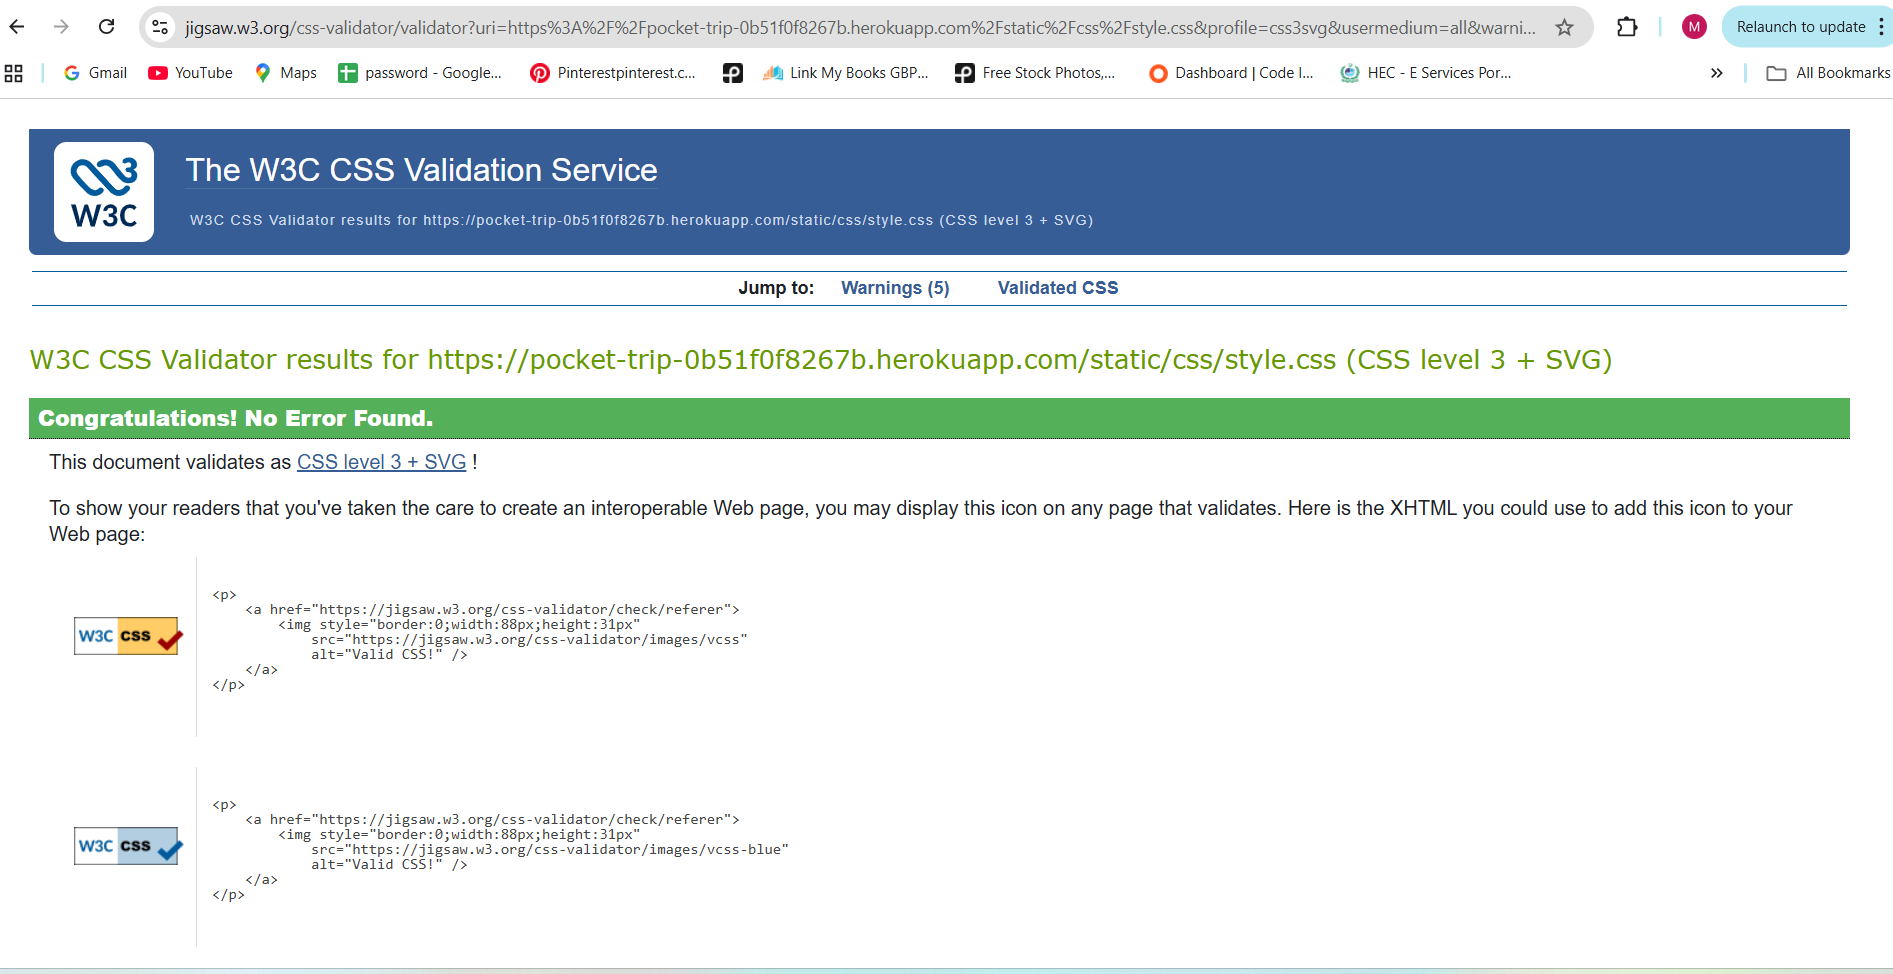 jigsaw.w3.org/css-validator/validator?uri=https%3A%2F%2Fpocket-trip-0b51f0f8267b.herokuapp.com%2Fstatic%2Fcss%2Fstyle.css&profile=css3svg&usermedium=all&warni...
M
Relaunch to update
Gmail
YouTube
Maps
password - Google...
Pinterestpinterest.c...
Link My Books GBP...
Free Stock Photos,...
Dashboard | Code I...
HEC - E Services Por...
»
All Bookmarks
W3C
The W3C CSS Validation Service
W3C CSS Validator results for https://pocket-trip-0b51f0f8267b.herokuapp.com/static/css/style.css (CSS level 3 + SVG)
Jump to: Warnings (5) Validated CSS
W3C CSS Validator results for https://pocket-trip-0b51f0f8267b.herokuapp.com/static/css/style.css (CSS level 3 + SVG)
Congratulations! No Error Found.
This document validates as CSS level 3 + SVG !
To show your readers that you've taken the care to create an interoperable Web page, you may display this icon on any page that validates. Here is the XHTML you could use to add this icon to your
Web page:
W3C css
<p>
<a href="https://jigsaw.w3.org/css-validator/check/referer">
<img style="border:0;width:88px;height:31px"
src="https://jigsaw.w3.org/css-validator/images/vcss"
alt="Valid CSS!" />
</a>
</p>
W3C css
<p>
<a href="https://jigsaw.w3.org/css-validator/check/referer">
<img style="border:0;width:88px;height:31px"
src="https://jigsaw.w3.org/css-validator/images/vcss-blue"
alt="Valid CSS!" />
</a>
</p>